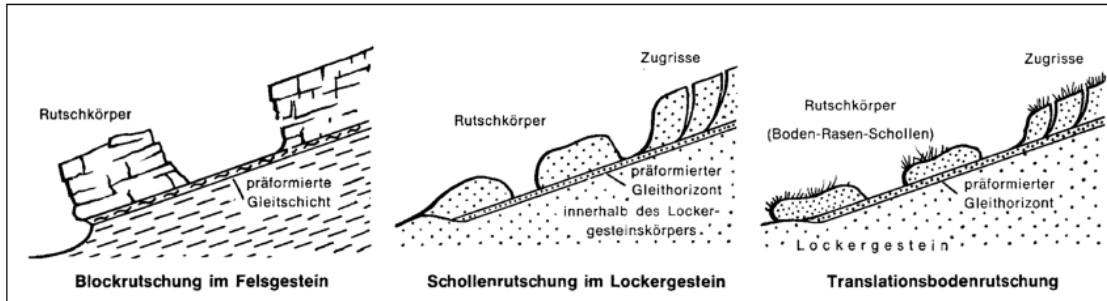 Rutschkörper
präformierte
Gleitschicht
Blockrutschung im Felsgestein
Zugrisse
Rutschkörper
präformierter
Gleithorizont
innerhalb des Locker-
gesteinskörpers
Schollenrutschung im Lockergestein
Zugrisse
Rutschkörper
(Boden-Rasen-Schollen)
präformierter
Gleithorizont
Lockergestein
Translationsbodenrutschung